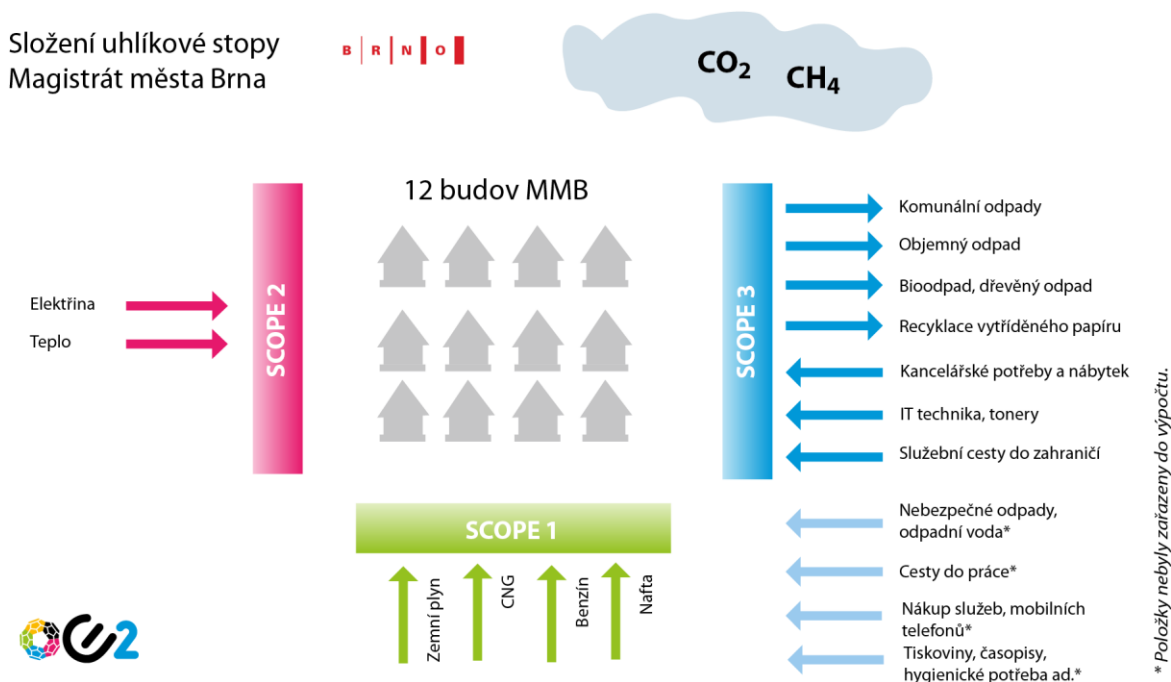 Složení uhlíkové stopy
Magistrát města Brna
B R N O
CO₂
CH₄
12 budov MMB
Elektřina
Teplo
SCOPE 2
SCOPE 3
Komunální odpady
Objemný odpad
Bioodpad, dřevěný odpad
Recyklace vytříděného papíru
Kancelářské potřeby a nábytek
IT technika, tonery
Služební cesty do zahraničí
Nebezpečné odpady,
odpadní voda*
Cesty do práce*
Nákup služeb, mobilních
telefonů*
Tiskoviny, časopisy,
hygienické potřeba ad.*
SCOPE 1
Zemní plyn
CNG
Benzín
Nafta
* Položky nebyly zařazeny do výpočtu.
CI2